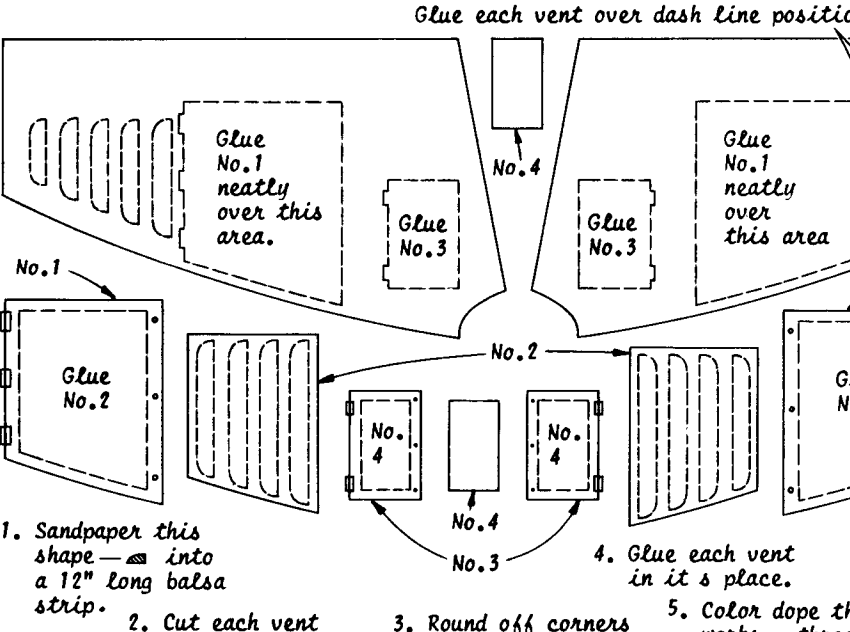 Glue each vent over dash line
Glue
No.1
neatly
over this
area.
No.4
Glue
No.1
neatly
over
this area
Glue
No.3
Glue
No.3
No.1
No.2
Glue
No.2
No.
4
No.
4
No.4
No.3
1. Sandpaper this
shape — into
a 12" long balsa
strip.
2. Cut each vent
3. Round off corners
4. Glue each vent
in it s place.
5. Color dope